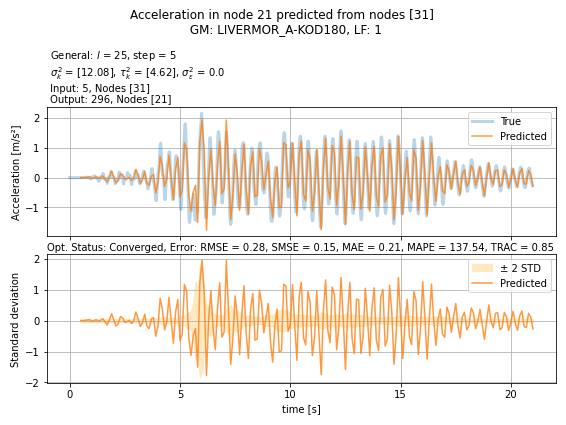 Acceleration in node 21 predicted from nodes [31]
GM: LIVERMOR_A-KOD180, LF: 1
General: l = 25, step = 5
σ²ₖ = [12.08], τ²ₖ = [4.62], σ²ε = 0.0
Input: 5, Nodes [31]
Output: 296, Nodes [21]
Acceleration [m/s²]
2
1
0
−1
True
Predicted
Opt. Status: Converged, Error: RMSE = 0.28, SMSE = 0.15, MAE = 0.21, MAPE = 137.54, TRAC = 0.85
Standard deviation
2
1
0
−1
−2
± 2 STD
Predicted
0 5 10 15 20
time [s]